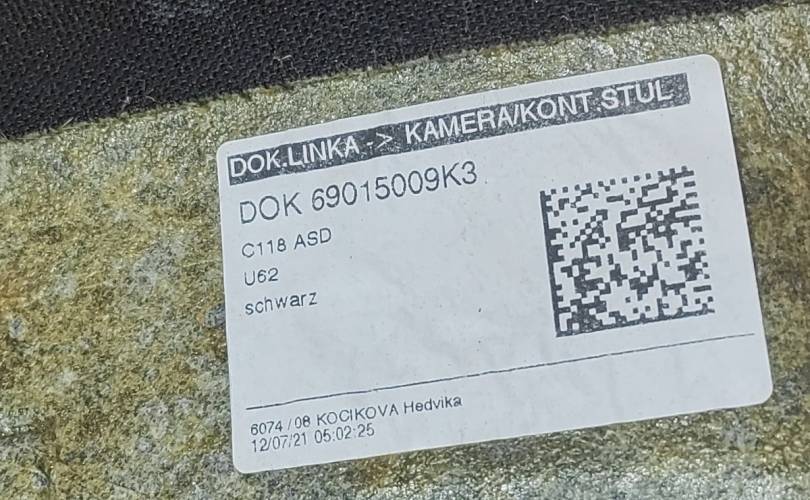 DOK.LINKA -> KAMERA/KONT.STUL
DOK 69015009K3
C118 ASD
U62
schwarz
6074 / 08 KOCIKOVA Hedvika
12/07/21 05:02:25